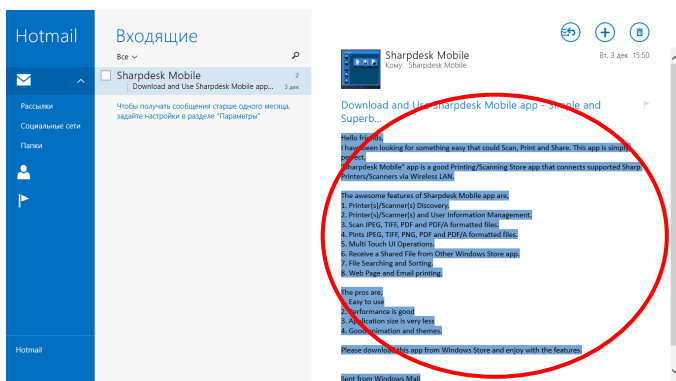 Hotmail
Рассылки
Социальные сети
Папки
Hotmail
Входящие
Все
Sharpdesk Mobile 2
Download and Use Sharpdesk Mobile app... 3 дек
Чтобы получать сообщения старше одного месяца,
задайте настройки в разделе "Параметры"
Sharpdesk Mobile
Кому: Sharpdesk Mobile
Вт, 3 дек 15:50
Download and Use Sharpdesk Mobile app - Simple and
Superb...
Hello friends,
I have been looking for something easy that could Scan, Print and Share. This app is simply
perfect.
"Sharpdesk Mobile" app is a good Printing/Scanning Store app that connects supported Sharp
Printers/Scanners via Wireless LAN.
The awesome features of Sharpdesk Mobile app are,
1. Printer(s)/Scanner(s) Discovery.
2. Printer(s)/Scanner(s) and User Information Management.
3. Scan JPEG, TIFF, PDF and PDF/A formatted files.
4. Pints JPEG, TIFF, PNG, PDF and PDF/A formatted files.
5. Multi Touch UI Operations.
6. Receive a Shared File from Other Windows Store app.
7. File Searching and Sorting.
8. Web Page and Email printing.
The pros are,
1. Easy to use
2. Performance is good
3. Application size is very less
4. Good animation and themes.
Please download this app from Windows Store and enjoy with the features.
Sent from Windows Mail